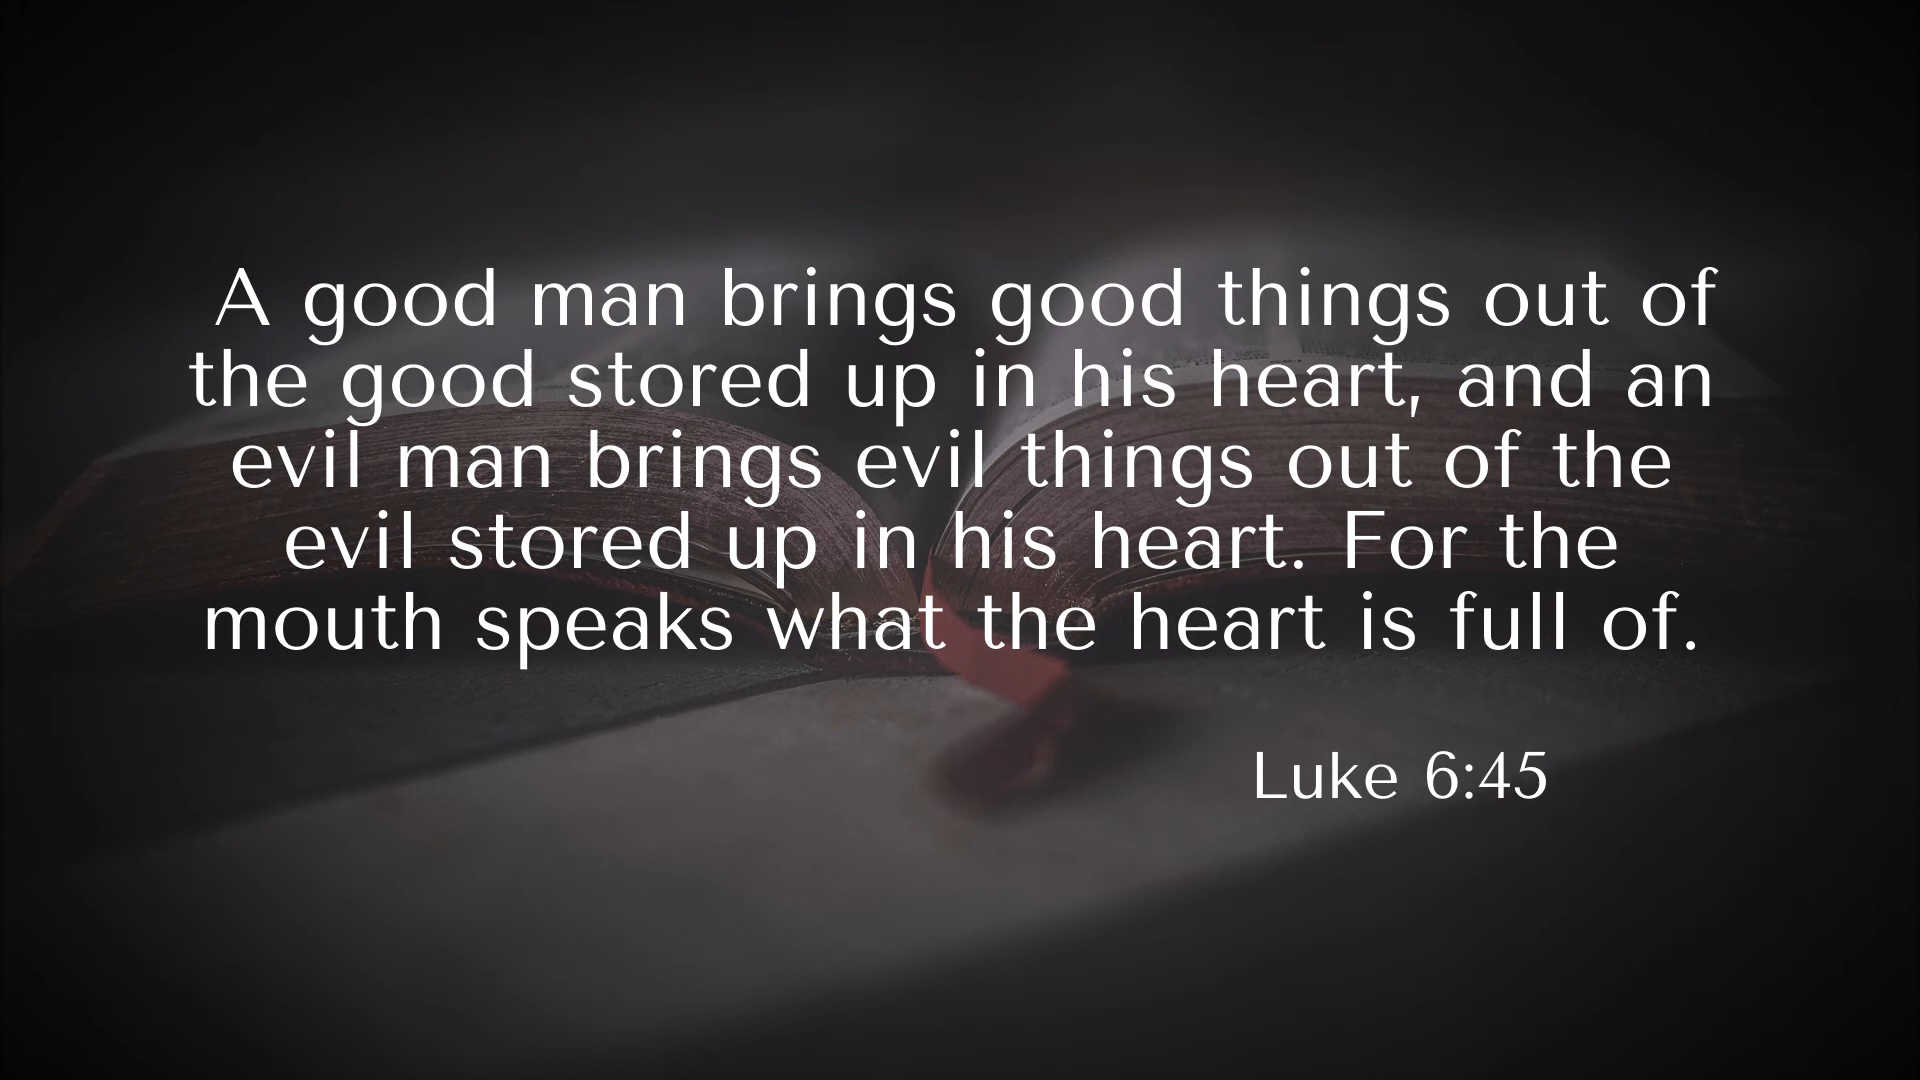 A good man brings good things out of
the good stored up in his heart, and an
evil man brings evil things out of the
evil stored up in his heart. For the
mouth speaks what the heart is full of.
Luke 6:45